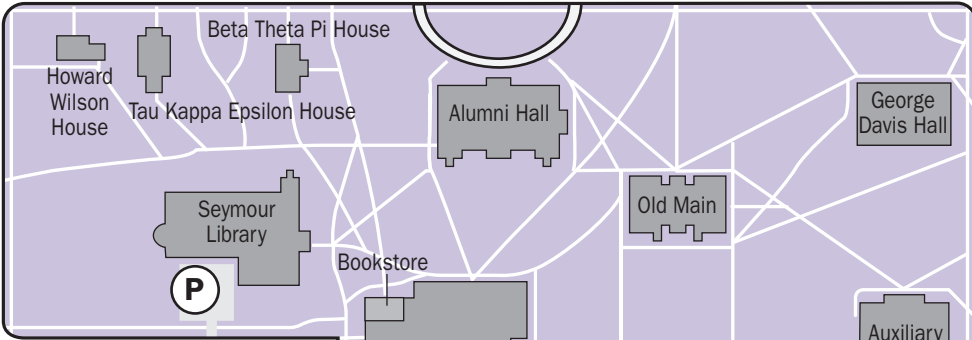 Beta Theta Pi House
Howard
Wilson
House
Tau Kappa Epsilon House
Alumni Hall
George
Davis Hall
Seymour
Library
Old Main
Bookstore
P
Auxiliary